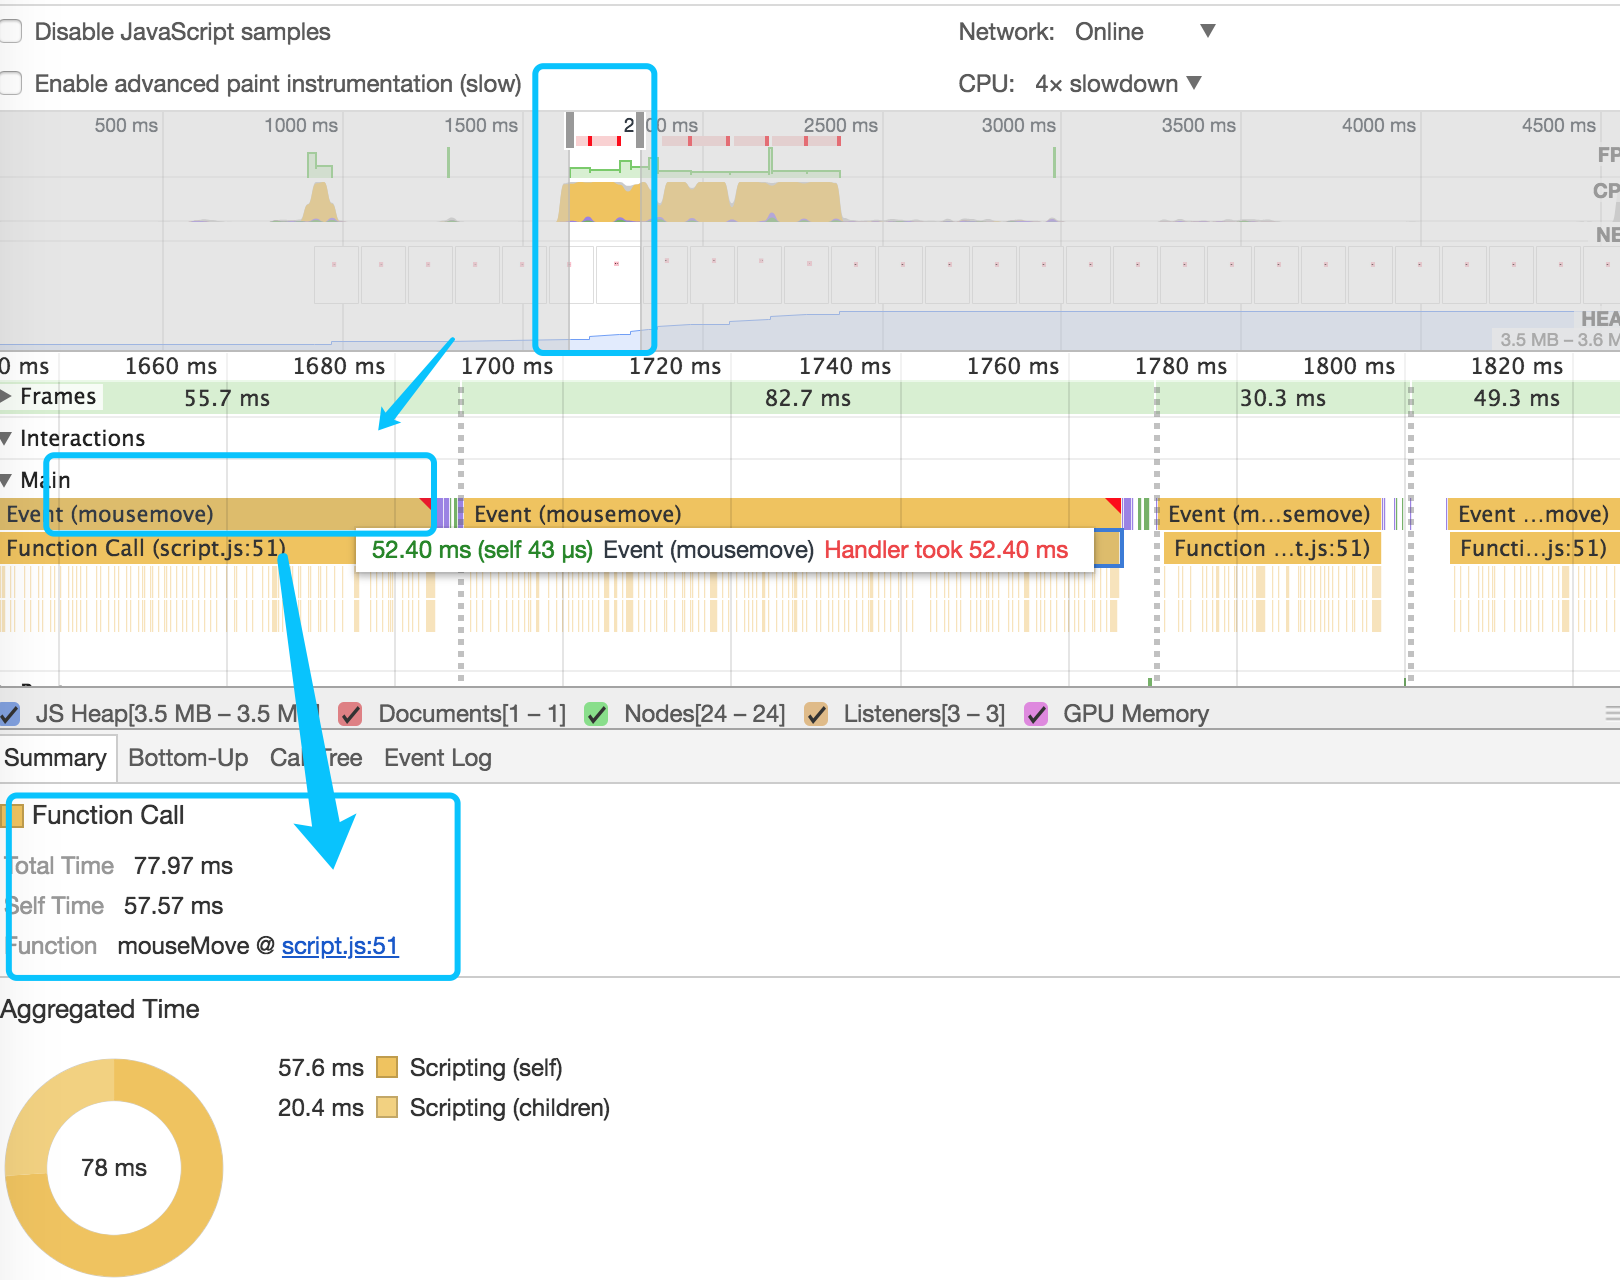 Disable JavaScript samples
Network: Online ▼
Enable advanced paint instrumentation (slow)
CPU: 4× slowdown ▼
500 ms 1000 ms 1500 ms 2 00 ms 2500 ms 3000 ms 3500 ms 4000 ms 4500 ms
FP
CP
NE
HEA
3.5 MB – 3.6 M
0 ms 1660 ms 1680 ms 1700 ms 1720 ms 1740 ms 1760 ms 1780 ms 1800 ms 1820 ms
Frames 55.7 ms 82.7 ms 30.3 ms 49.3 ms
Interactions
Main
Event (mousemove) Event (mousemove) Event (m...semove) Event ...move)
Function Call (script.js:51) Function ...t.js:51) Functi...js:51)
52.40 ms (self 43 µs) Event (mousemove) Handler took 52.40 ms
JS Heap[3.5 MB – 3.5 M ] Documents[1 – 1] Nodes[24 – 24] Listeners[3 – 3] GPU Memory
Summary Bottom-Up Call Tree Event Log
Function Call
Total Time 77.97 ms
Self Time 57.57 ms
Function mouseMove @ script.js:51
Aggregated Time
57.6 ms Scripting (self)
20.4 ms Scripting (children)
78 ms